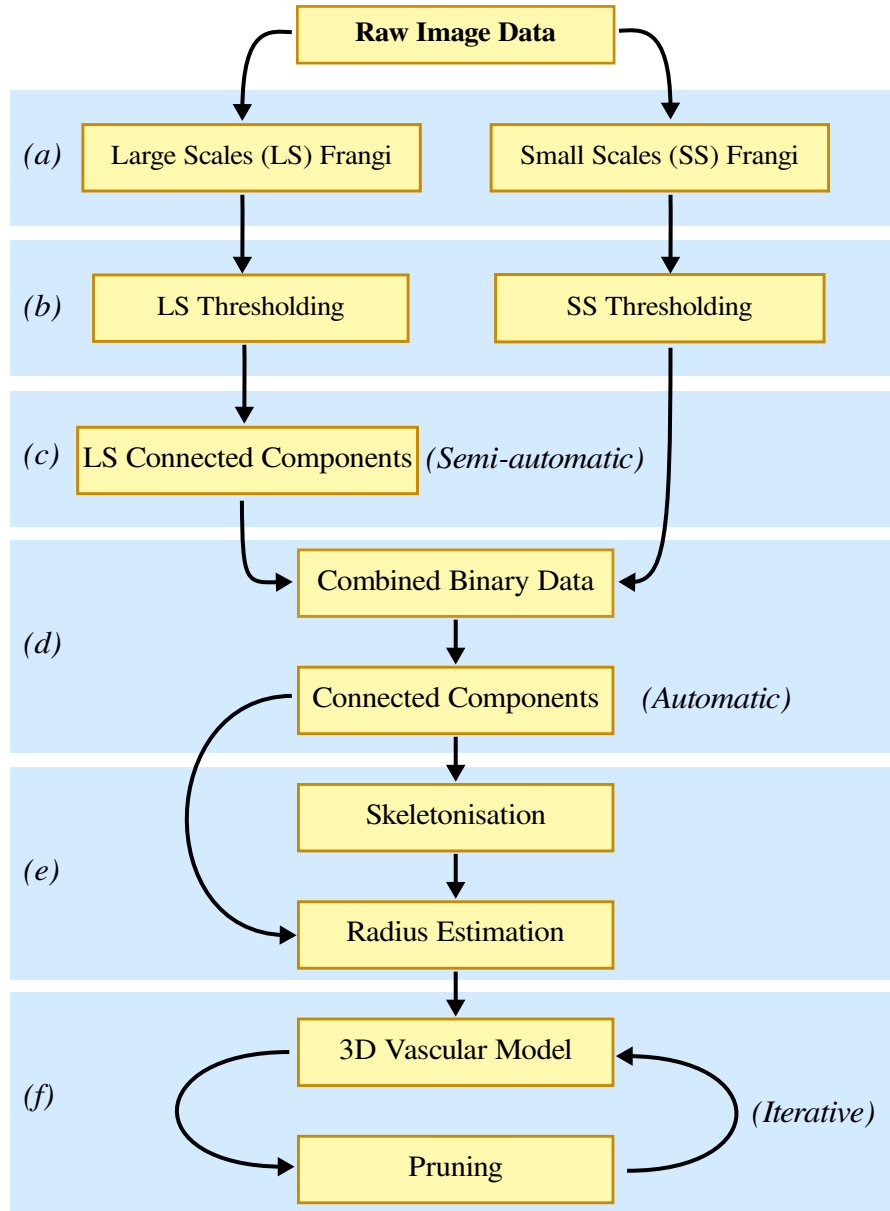 Raw Image Data
(a)
Large Scales (LS) Frangi
Small Scales (SS) Frangi
(b)
LS Thresholding
SS Thresholding
(c)
LS Connected Components
(Semi-automatic)
Combined Binary Data
(d)
Connected Components
(Automatic)
Skeletonisation
(e)
Radius Estimation
3D Vascular Model
(f)
(Iterative)
Pruning